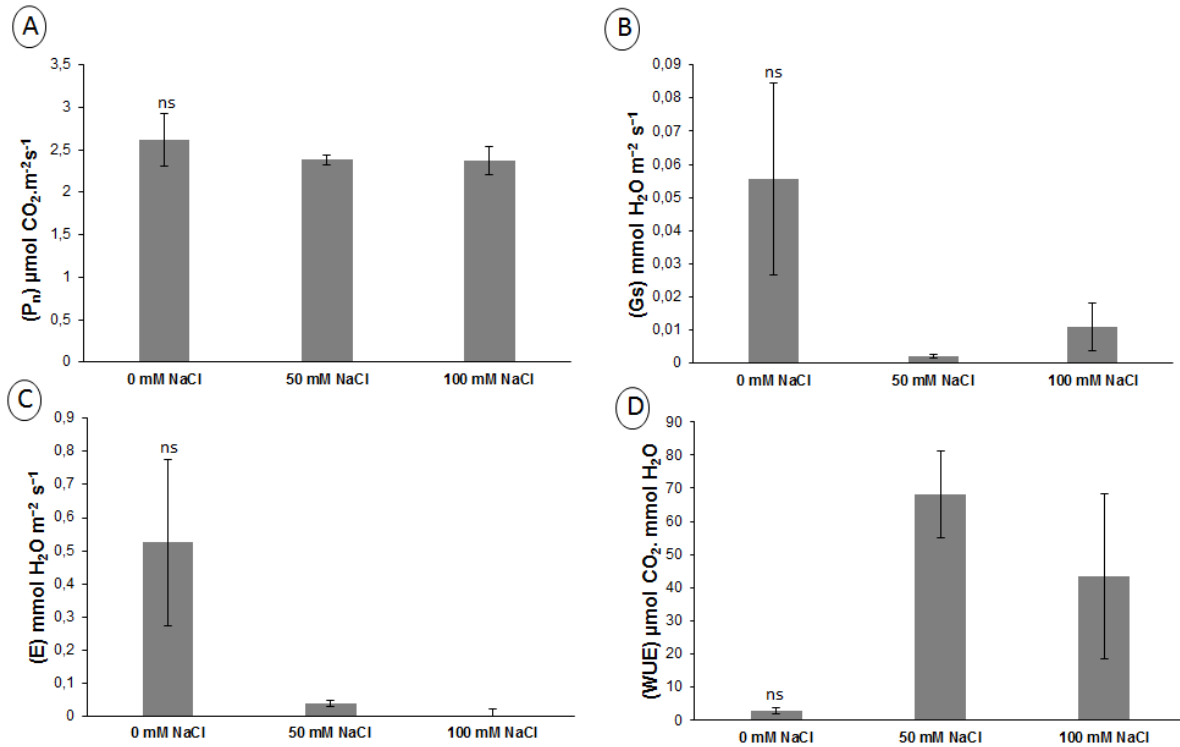 A
(Pₙ) µmol CO₂.m⁻²s⁻¹
3,5
3
2,5
2
1,5
1
0,5
0
ns
0 mM NaCl 50 mM NaCl 100 mM NaCl
B
(Gs) mmol H₂O m⁻² s⁻¹
0,09
0,08
0,07
0,06
0,05
0,04
0,03
0,02
0,01
0
ns
0 mM NaCl 50 mM NaCl 100 mM NaCl
C
(E) mmol H₂O m⁻² s⁻¹
0,9
0,8
0,7
0,6
0,5
0,4
0,3
0,2
0,1
0
ns
0 mM NaCl 50 mM NaCl 100 mM NaCl
D
(WUE) µmol CO₂. mmol H₂O
90
80
70
60
50
40
30
20
10
0
ns
0 mM NaCl 50 mM NaCl 100 mM NaCl